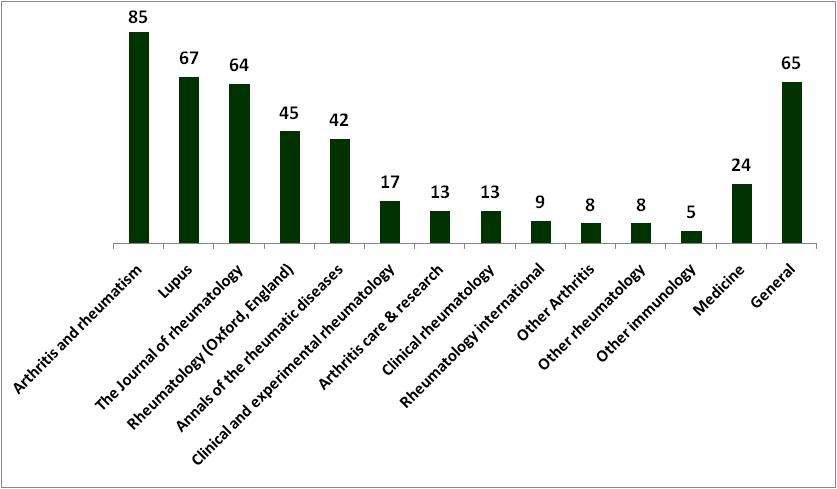 85
67
64
45
42
17
13
13
9
8
8
5
24
65
Arthritis and rheumatism
Lupus
The Journal of rheumatology
Rheumatology (Oxford, England)
Annals of the rheumatic diseases
Clinical and experimental rheumatology
Arthritis care & research
Clinical rheumatology
Rheumatology international
Other Arthritis
Other rheumatology
Other immunology
Medicine
General